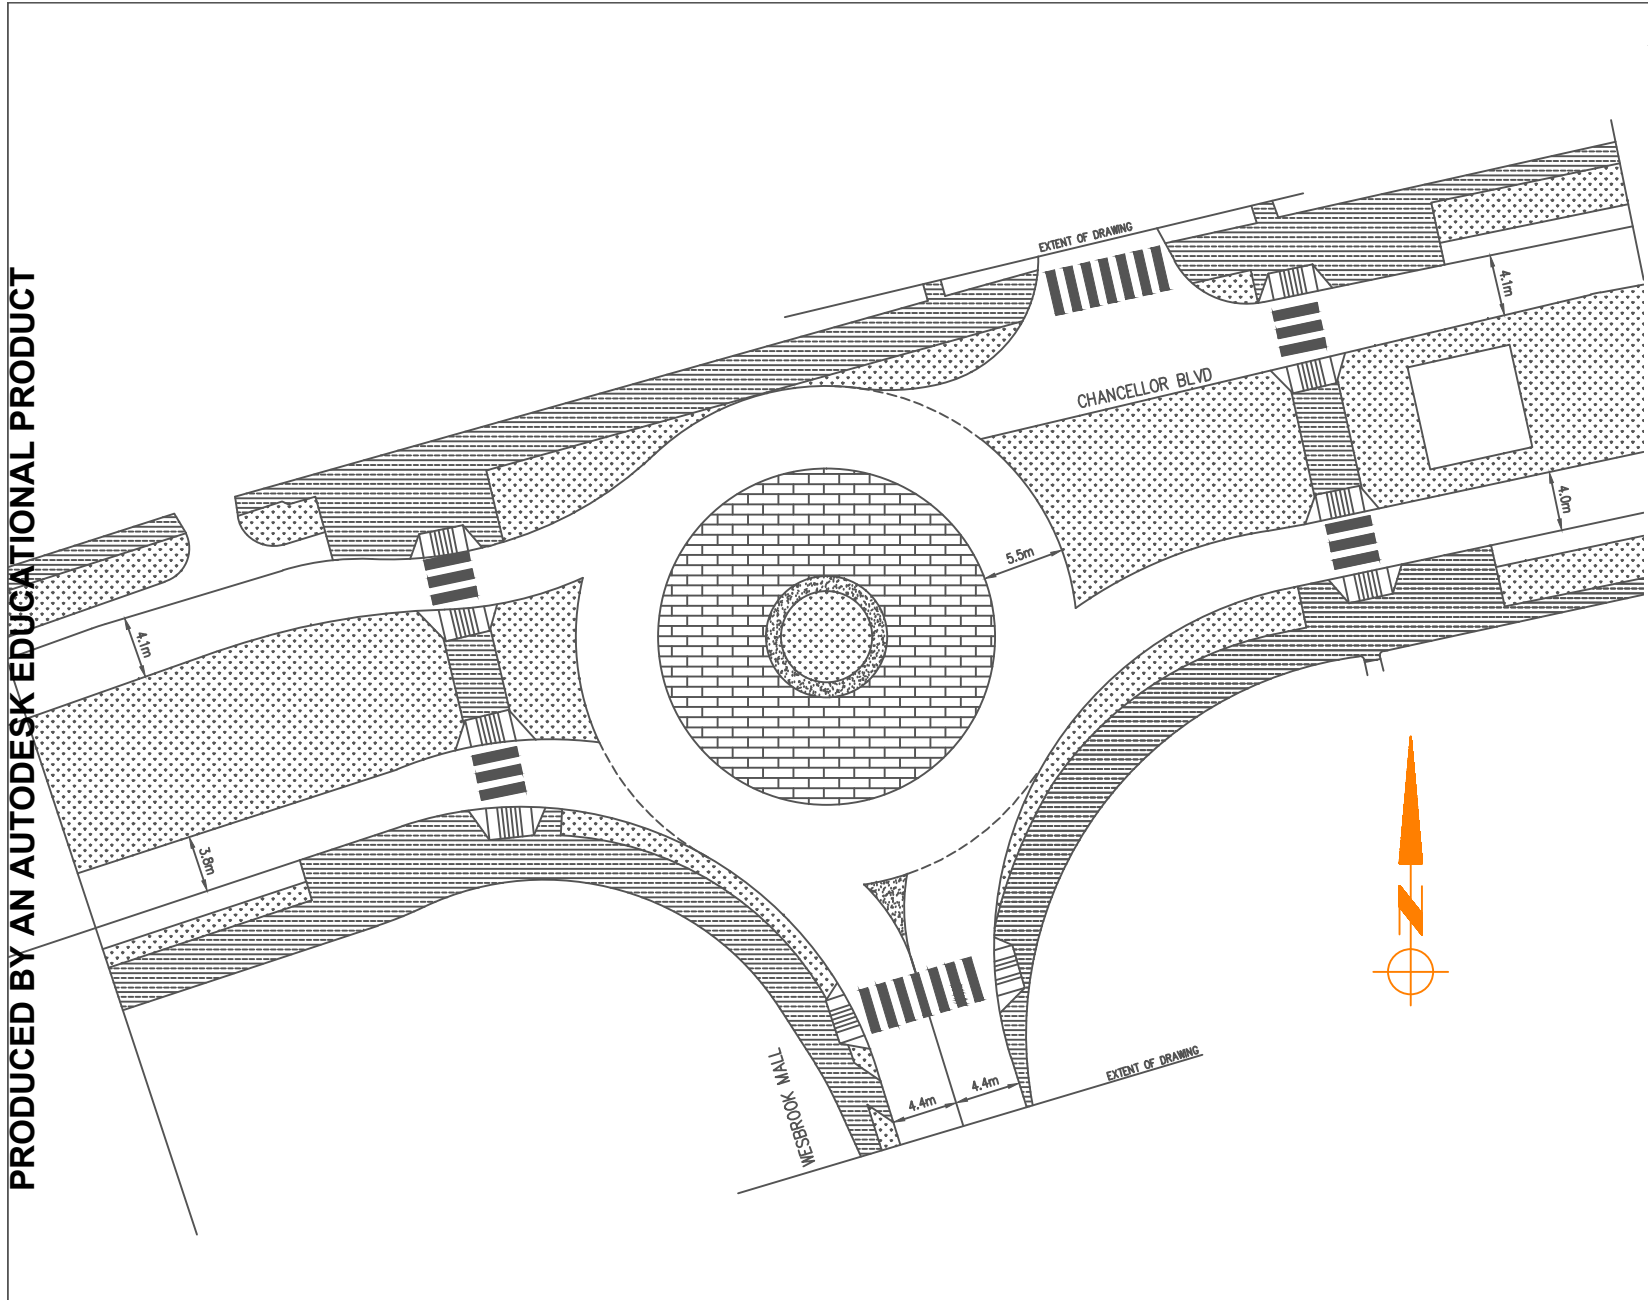 PRODUCED BY AN AUTODESK EDUCATIONAL PRODUCT
EXTENT OF DRAWING
4.1m
CHANCELLOR BLVD
4.0m
5.5m
4.1m
3.8m
N
WESBROOK MALL
4.4m
4.4m
EXTENT OF DRAWING